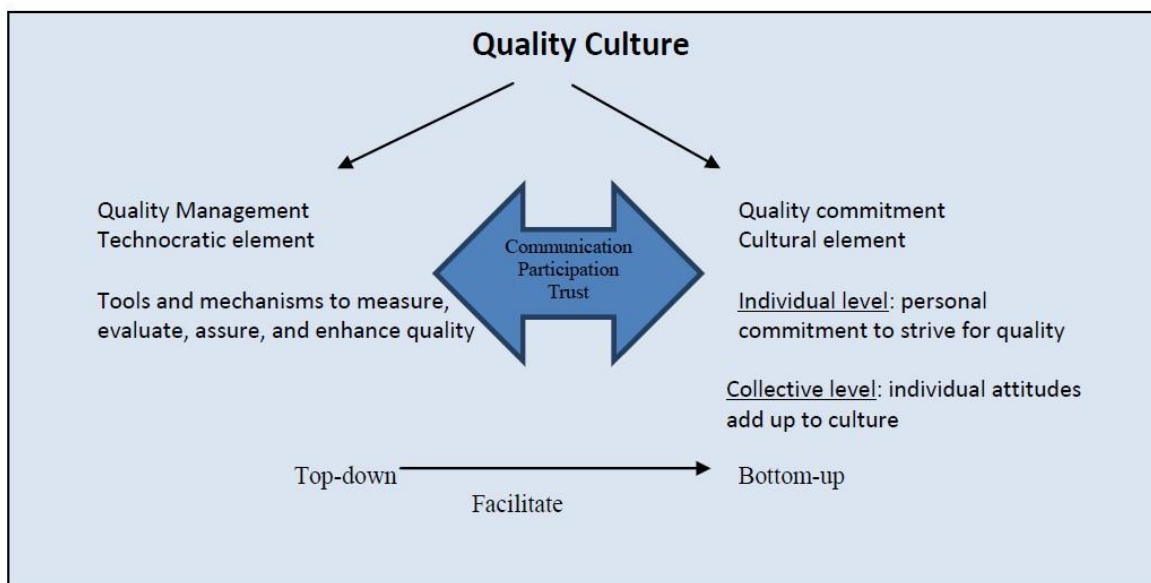 Quality Culture
Quality Management
Technocratic element
Tools and mechanisms to measure,
evaluate, assure, and enhance quality
Communication
Participation
Trust
Quality commitment
Cultural element
Individual level: personal
commitment to strive for quality
Collective level: individual attitudes
add up to culture
Top-down
Facilitate
Bottom-up